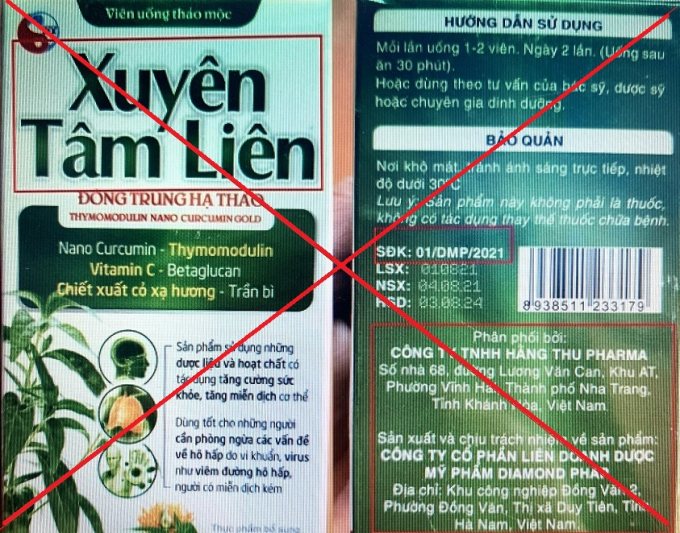 Viên uống thảo mộc
Xuyên
Tâm Liên
ĐÔNG TRÙNG HẠ THẢO
THYMOMODULIN NANO CURCUMIN GOLD
Nano Curcumin - Thymomodulin
Vitamin C - Betaglucan
Chiết xuất cỏ xạ hương - Trần bì
Sản phẩm sử dụng những
dược liệu và hoạt chất có
tác dụng tăng cường sức
khỏe, tăng miễn dịch cơ thể
Dùng tốt cho những người
cần phòng ngừa các vấn đề
về hô hấp do vi khuẩn, virus
như viêm đường hô hấp,
người có miễn dịch kém
Thực phẩm bổ sung
HƯỚNG DẪN SỬ DỤNG
Mỗi lần uống 1-2 viên. Ngày 2 lần. (Uống sau
ăn 30 phút).
Hoặc dùng theo tư vấn của bác sỹ, dược sỹ
hoặc chuyên gia dinh dưỡng.
BẢO QUẢN
Nơi khô mát, tránh ánh sáng trực tiếp, nhiệt
độ dưới 30°C
Lưu ý: Sản phẩm này không phải là thuốc,
không có tác dụng thay thế thuốc chữa bệnh.
SĐK: 01/DMP/2021
LSX: 010821
NSX: 04.08.21
HSD: 03.08.24
8 938511 233179
Phân phối bởi:
CÔNG TY TNHH HẰNG THU PHARMA
Số nhà 68, đường Lương Văn Can, Khu AT,
Phường Vĩnh Hải, Thành phố Nha Trang,
Tỉnh Khánh Hòa, Việt Nam.
Sản xuất và chịu trách nhiệm về sản phẩm:
CÔNG TY CỔ PHẦN LIÊN DOANH DƯỢC
MỸ PHẨM DIAMOND PHAP
Địa chỉ: Khu công nghiệp Đồng Văn 2,
Phường Đồng Văn, Thị xã Duy Tiên, Tỉnh
Hà Nam, Việt Nam.